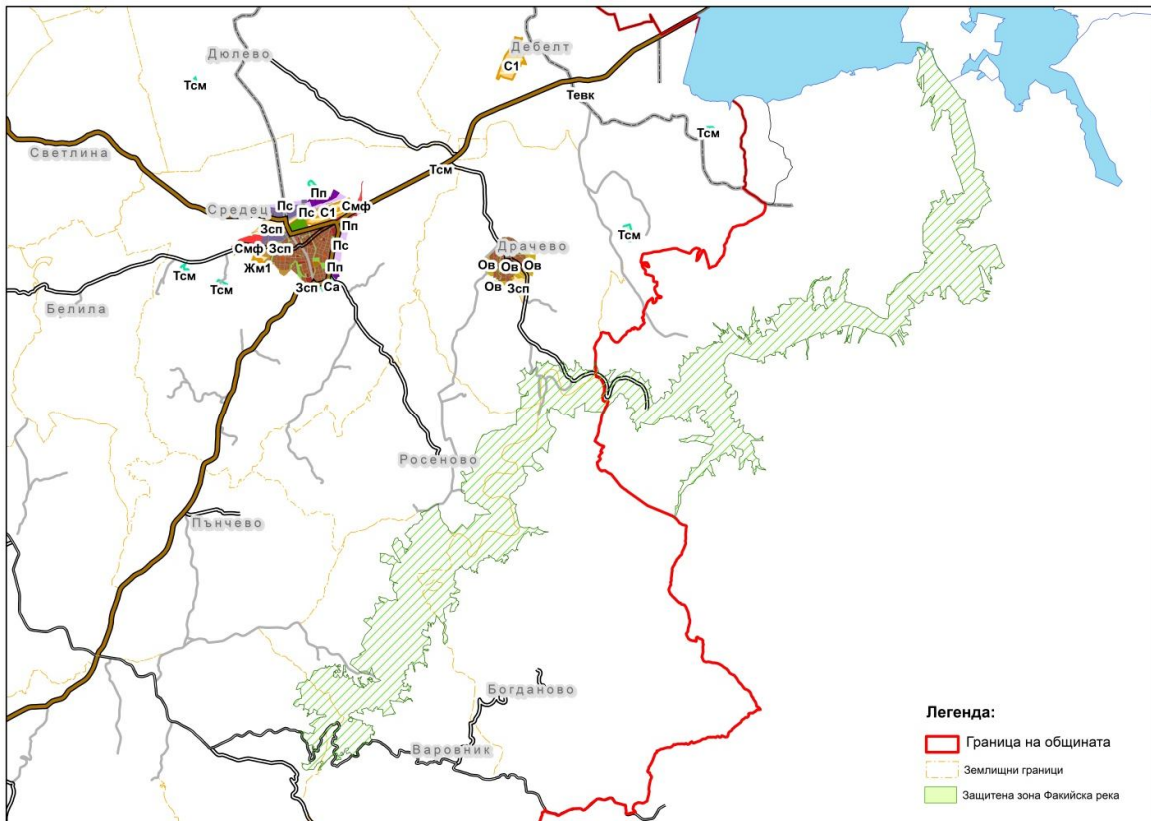 Дюлево
Дебелт
С1
Тсм
Тевк
Тсм
Светлина
Тсм
Пп
Пс
Пс
С1
Смф
Средец
Зсп
Пп
Тсм
Смф
Зсп
Пс
Драчево
Ов
Ов
Ов
Жм1
Тсм
Пп
Тсм
Зсп
Са
Ов
Зсп
Белила
Росеново
Пънчево
Богданово
Варовник
Легенда:
Граница на общината
Землищни граници
Защитена зона Факийска река